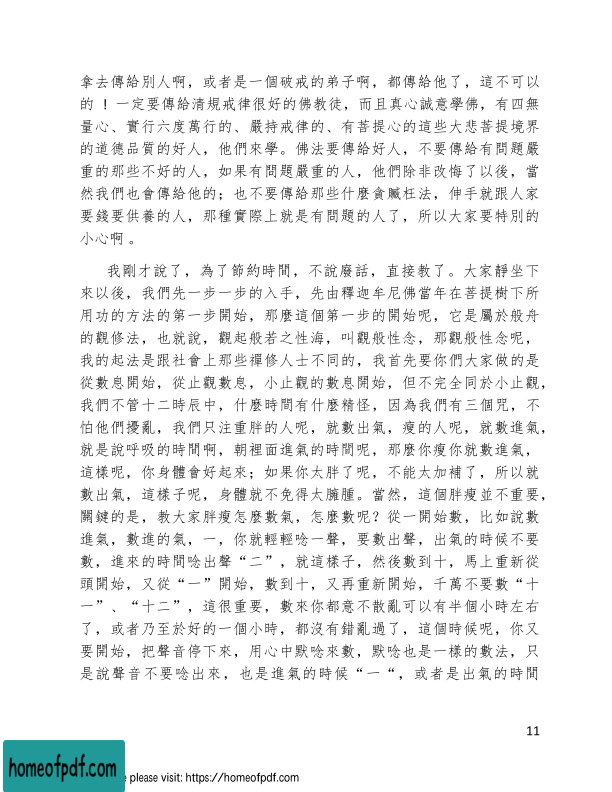 拿去傳給別人啊，或者是一個破戒的弟子啊，都傳給他了，這不可以
的 ！一定要傳給清規戒律很好的佛教徒，而且真心誠意學佛，有四無
量心、實行六度萬行的、嚴持戒律的、有菩提心的這些大悲菩提境界
的道德品質的好人，他們來學。佛法要傳給好人，不要傳給有問題嚴
重的那些不好的人，如果有問題嚴重的人，他們除非改悔了以後，當
然我們也會傳給他的；也不要傳給那些什麼貪贓枉法，伸手就跟人家
要錢要供養的人，那種實際上就是有問題的人了，所以大家要特別的
小心啊 。
我剛才說了，為了節約時間，不說廢話，直接教了。大家靜坐下
來以後，我們先一步一步的入手，先由釋迦牟尼佛當年在菩提樹下所
用功的方法的第一步開始，那麼這個第一步的開始呢，它是屬於般舟
的觀修法，也就說，觀起般若之性海，叫觀般性念，那觀般性念呢，
我的起法是跟社會上那些禪修人士不同的，我首先要你們大家做的是
從數息開始，從止觀數息，小止觀的數息開始，但不完全同於小止觀，
我們不管十二時辰中，什麼時間有什麼精怪，因為我們有三個咒，不
怕他們擾亂，我們只注重胖的人呢，就數出氣，瘦的人呢，就數進氣，
就是說呼吸的時間啊，朝裡面進氣的時間呢，那麼你瘦你就數進氣，
這樣呢，你身體會好起來；如果你太胖了呢，不能太加補了，所以就
數出氣，這樣子呢，身體就不免得太臃腫。當然，這個胖瘦並不重要，
關鍵的是，教大家胖瘦怎麼數氣，怎麼數呢？從一開始數，比如說數
進氣，數進的氣，一，你就輕輕唸一聲，要數出聲，出氣的時候不要
數，進來的時間唸出聲“二”，就這樣子，然後數到十，馬上重新從
頭開始，又從“一”開始，數到十，又再重新開始，千萬不要數“十
一”、“十二”，這很重要，數來你都意不散亂可以有半個小時左右
了，或者乃至於好的一個小時，都沒有錯亂過了，這個時候呢，你又
要開始，把聲音停下來，用心中默唸來數，默唸也是一樣的數法，只
是說聲音不要唸出來，也是進氣的時候“一“，或者是出氣的時間
11
homeofpdf.com
e please visit: https://homeofpdf.com